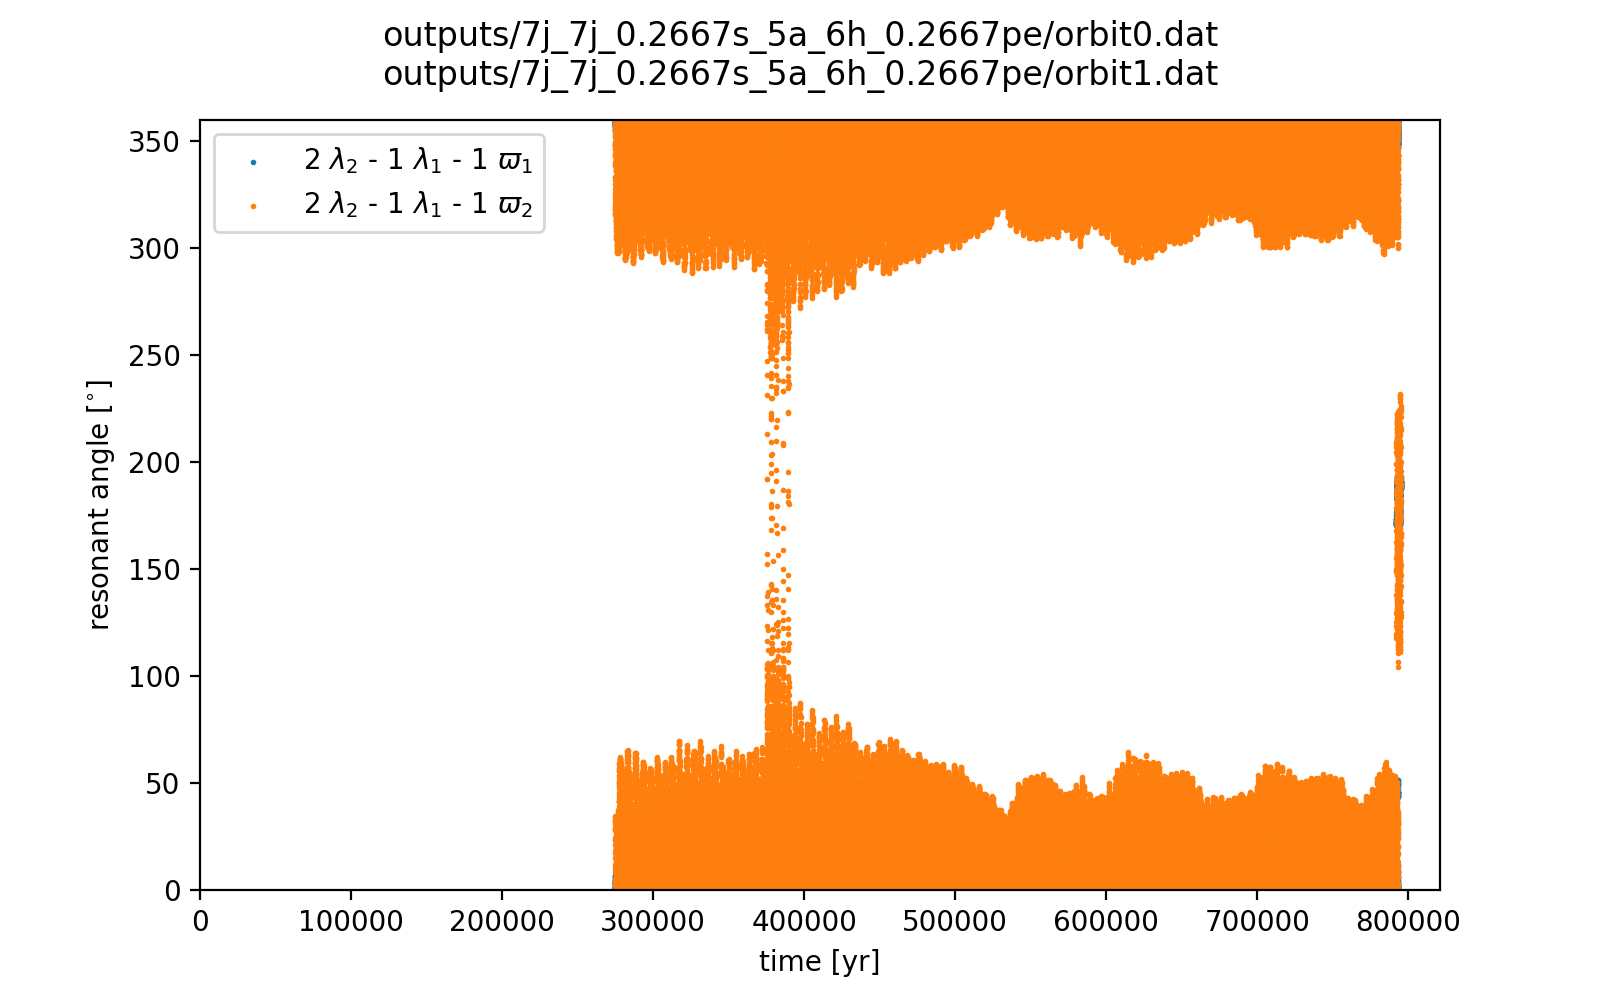 outputs/7j_7j_0.2667s_5a_6h_0.2667pe/orbit0.dat
outputs/7j_7j_0.2667s_5a_6h_0.2667pe/orbit1.dat
2 λ₂ - 1 λ₁ - 1 ϖ₁
2 λ₂ - 1 λ₁ - 1 ϖ₂
350
300
250
200
150
100
50
0
resonant angle [°]
0 100000 200000 300000 400000 500000 600000 700000 800000
time [yr]